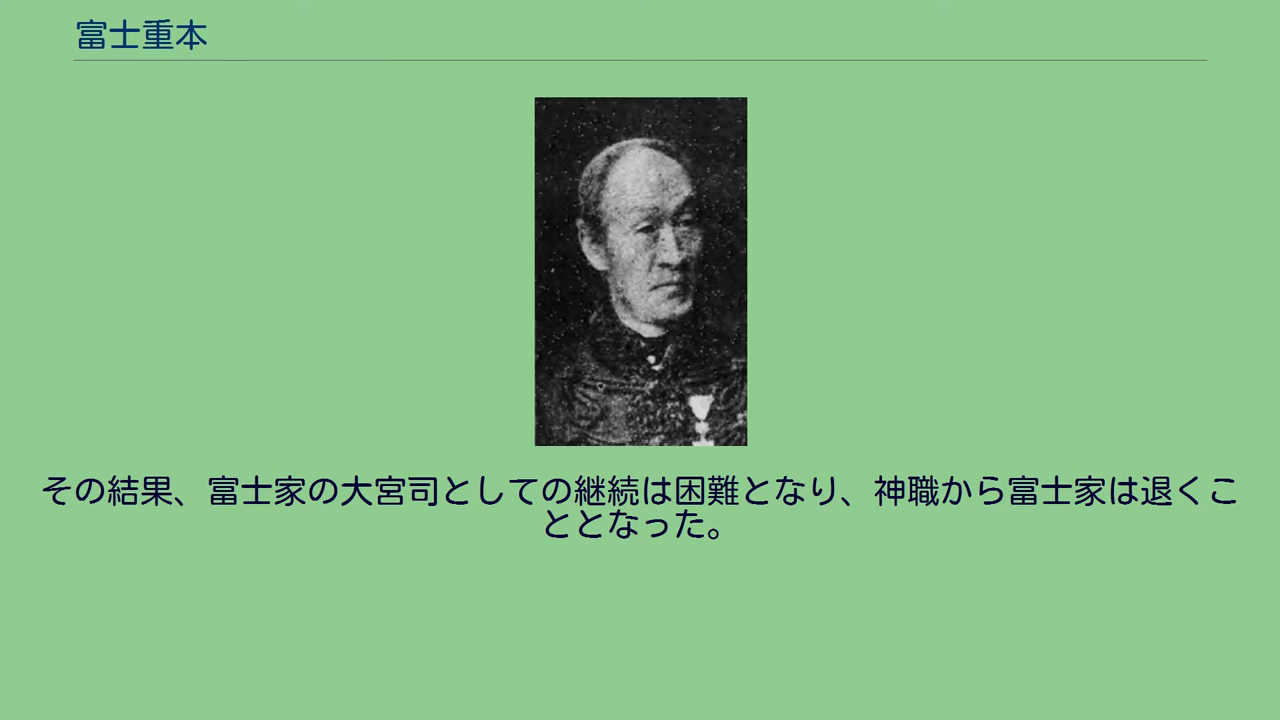 富士重本
その結果、富士家の大宮司としての継続は困難となり、神職から富士家は退くこ
ととなった。